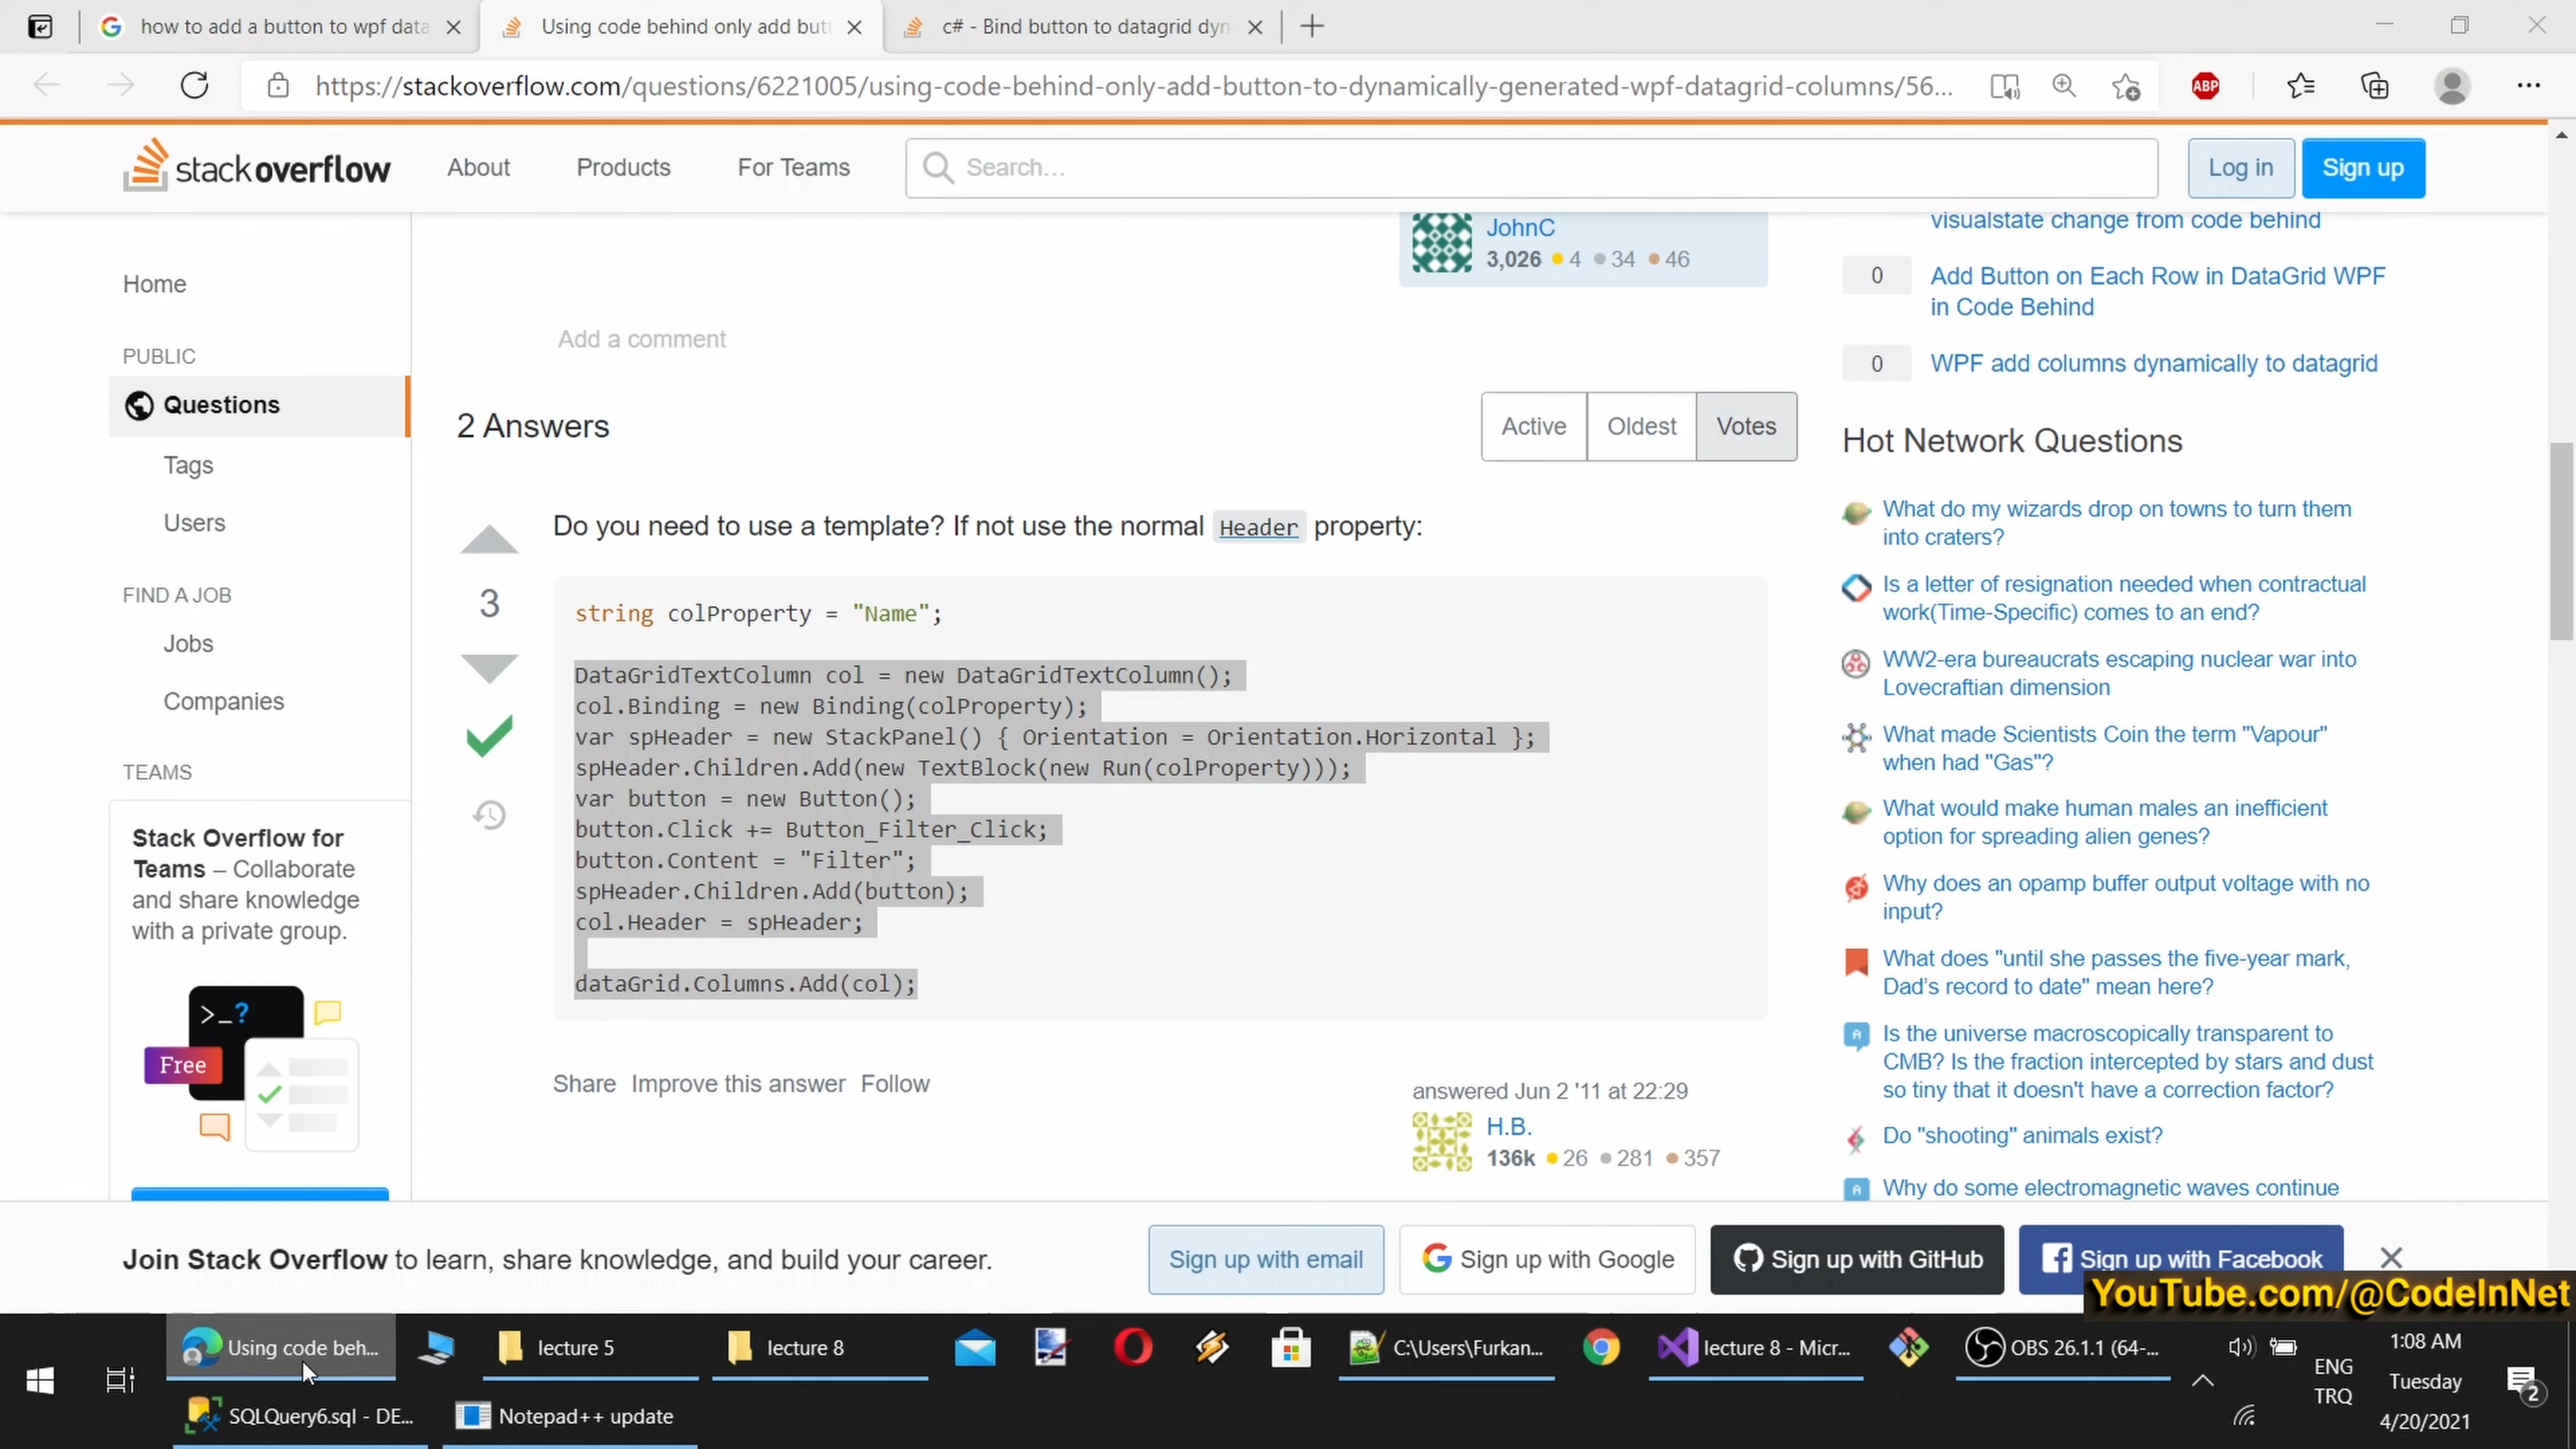 how to add a button to wpf data
Using code behind only add butt
c# - Bind button to datagrid dyn
https://stackoverflow.com/questions/6221005/using-code-behind-only-add-button-to-dynamically-generated-wpf-datagrid-columns/56...
ABP
stackoverflow
About
Products
For Teams
Search…
Log in
Sign up
Home
PUBLIC
Questions
Tags
Users
FIND A JOB
Jobs
Companies
TEAMS
Stack Overflow for
Teams – Collaborate
and share knowledge
with a private group.
>_?
Free
JohnC
3,026 4 34 46
Add a comment
2 Answers
Active
Oldest
Votes
3
Do you need to use a template? If not use the normal Header property:
string colProperty = "Name";
DataGridTextColumn col = new DataGridTextColumn();
col.Binding = new Binding(colProperty);
var spHeader = new StackPanel() { Orientation = Orientation.Horizontal };
spHeader.Children.Add(new TextBlock(new Run(colProperty)));
var button = new Button();
button.Click += Button_Filter_Click;
button.Content = "Filter";
spHeader.Children.Add(button);
col.Header = spHeader;
dataGrid.Columns.Add(col);
Share Improve this answer Follow
answered Jun 2 '11 at 22:29
H.B.
136k 26 281 357
visualstate change from code behind
0
Add Button on Each Row in DataGrid WPF
in Code Behind
0
WPF add columns dynamically to datagrid
Hot Network Questions
What do my wizards drop on towns to turn them
into craters?
Is a letter of resignation needed when contractual
work(Time-Specific) comes to an end?
WW2-era bureaucrats escaping nuclear war into
Lovecraftian dimension
What made Scientists Coin the term "Vapour"
when had "Gas"?
What would make human males an inefficient
option for spreading alien genes?
Why does an opamp buffer output voltage with no
input?
What does "until she passes the five-year mark,
Dad's record to date" mean here?
Is the universe macroscopically transparent to
CMB? Is the fraction intercepted by stars and dust
so tiny that it doesn't have a correction factor?
Do "shooting" animals exist?
Why do some electromagnetic waves continue
Join Stack Overflow to learn, share knowledge, and build your career.
Sign up with email
Sign up with Google
Sign up with GitHub
Sign up with Facebook
YouTube.com/@CodeInNet
Using code beh...
lecture 5
lecture 8
C:\Users\Furkan...
lecture 8 - Micr...
OBS 26.1.1 (64-...
SQLQuery6.sql - DE...
Notepad++ update
ENG
TRQ
1:08 AM
Tuesday
4/20/2021
2